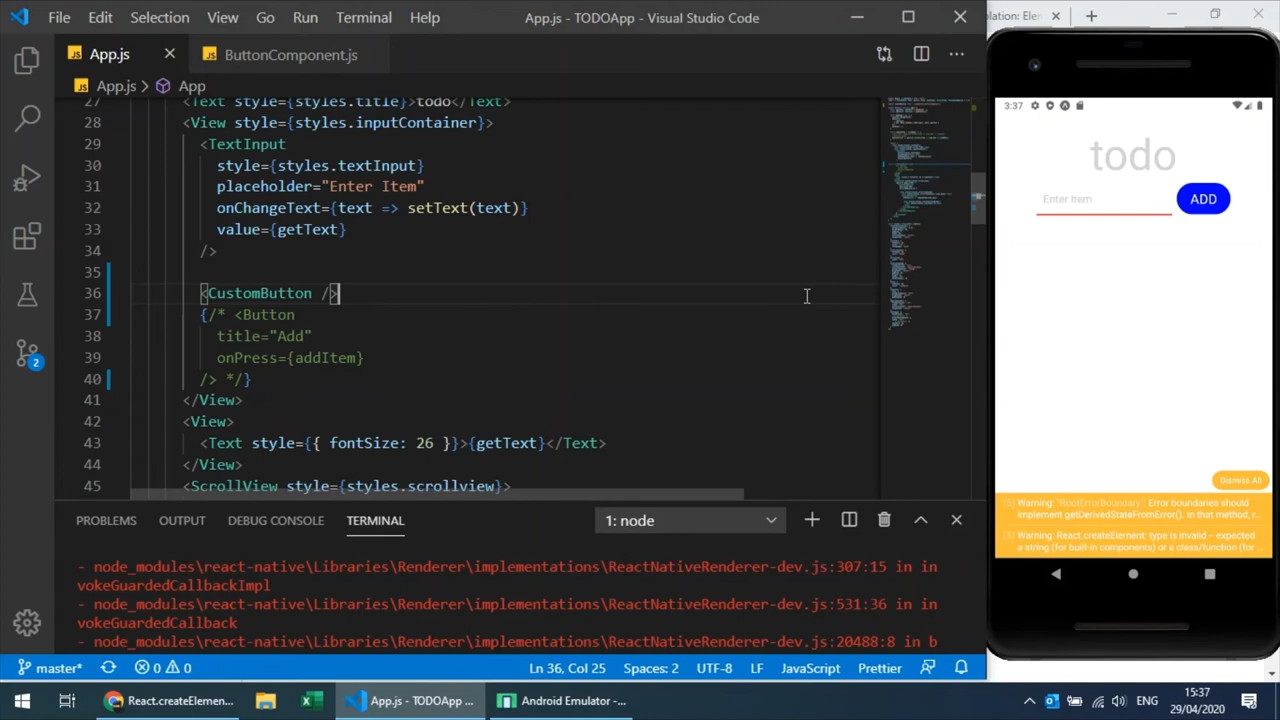 File Edit Selection View Go Run Terminal Help App.js - TODOApp - Visual Studio Code
App.js ButtonComponent.js
App.js > App
27 <Text style={styles.title}>todo</Text>
28 <View style={styles.inputContainer}>
29 <TextInput
30 style={styles.textInput}
31 placeholder="Enter Item"
32 onChangeText={text => setText(text)}
33 value={getText}
34 />
35
36 <CustomButton />
37 {/* <Button
38 title="Add"
39 onPress={addItem}
40 /> */}
41 </View>
42 <View>
43 <Text style={{ fontSize: 26 }}>{getText}</Text>
44 </View>
45 <ScrollView style={styles.scrollview}>
PROBLEMS OUTPUT DEBUG CONSOLE TERMINAL 1: node
- node_modules\react-native\Libraries\Renderer\implementations\ReactNativeRenderer-dev.js:307:15 in in
vokeGuardedCallbackImpl
- node_modules\react-native\Libraries\Renderer\implementations\ReactNativeRenderer-dev.js:531:36 in in
vokeGuardedCallback
- node_modules\react-native\Libraries\Renderer\implementations\ReactNativeRenderer-dev.js:20488:8 in b
2
master* 0 0 Ln 36, Col 25 Spaces: 2 UTF-8 LF JavaScript Prettier
3:37
todo
Enter Item ADD
Dismiss All
Warning: "RootErrorBoundary": Error boundaries should
implement getDerivedStateFromError(). In that method, r...
Warning: React.createElement: type is invalid – expected
a string (for built-in components) or a class/function (for ...
React.createElemen... App.js - TODOApp ... Android Emulator -... ENG 15:37
29/04/2020